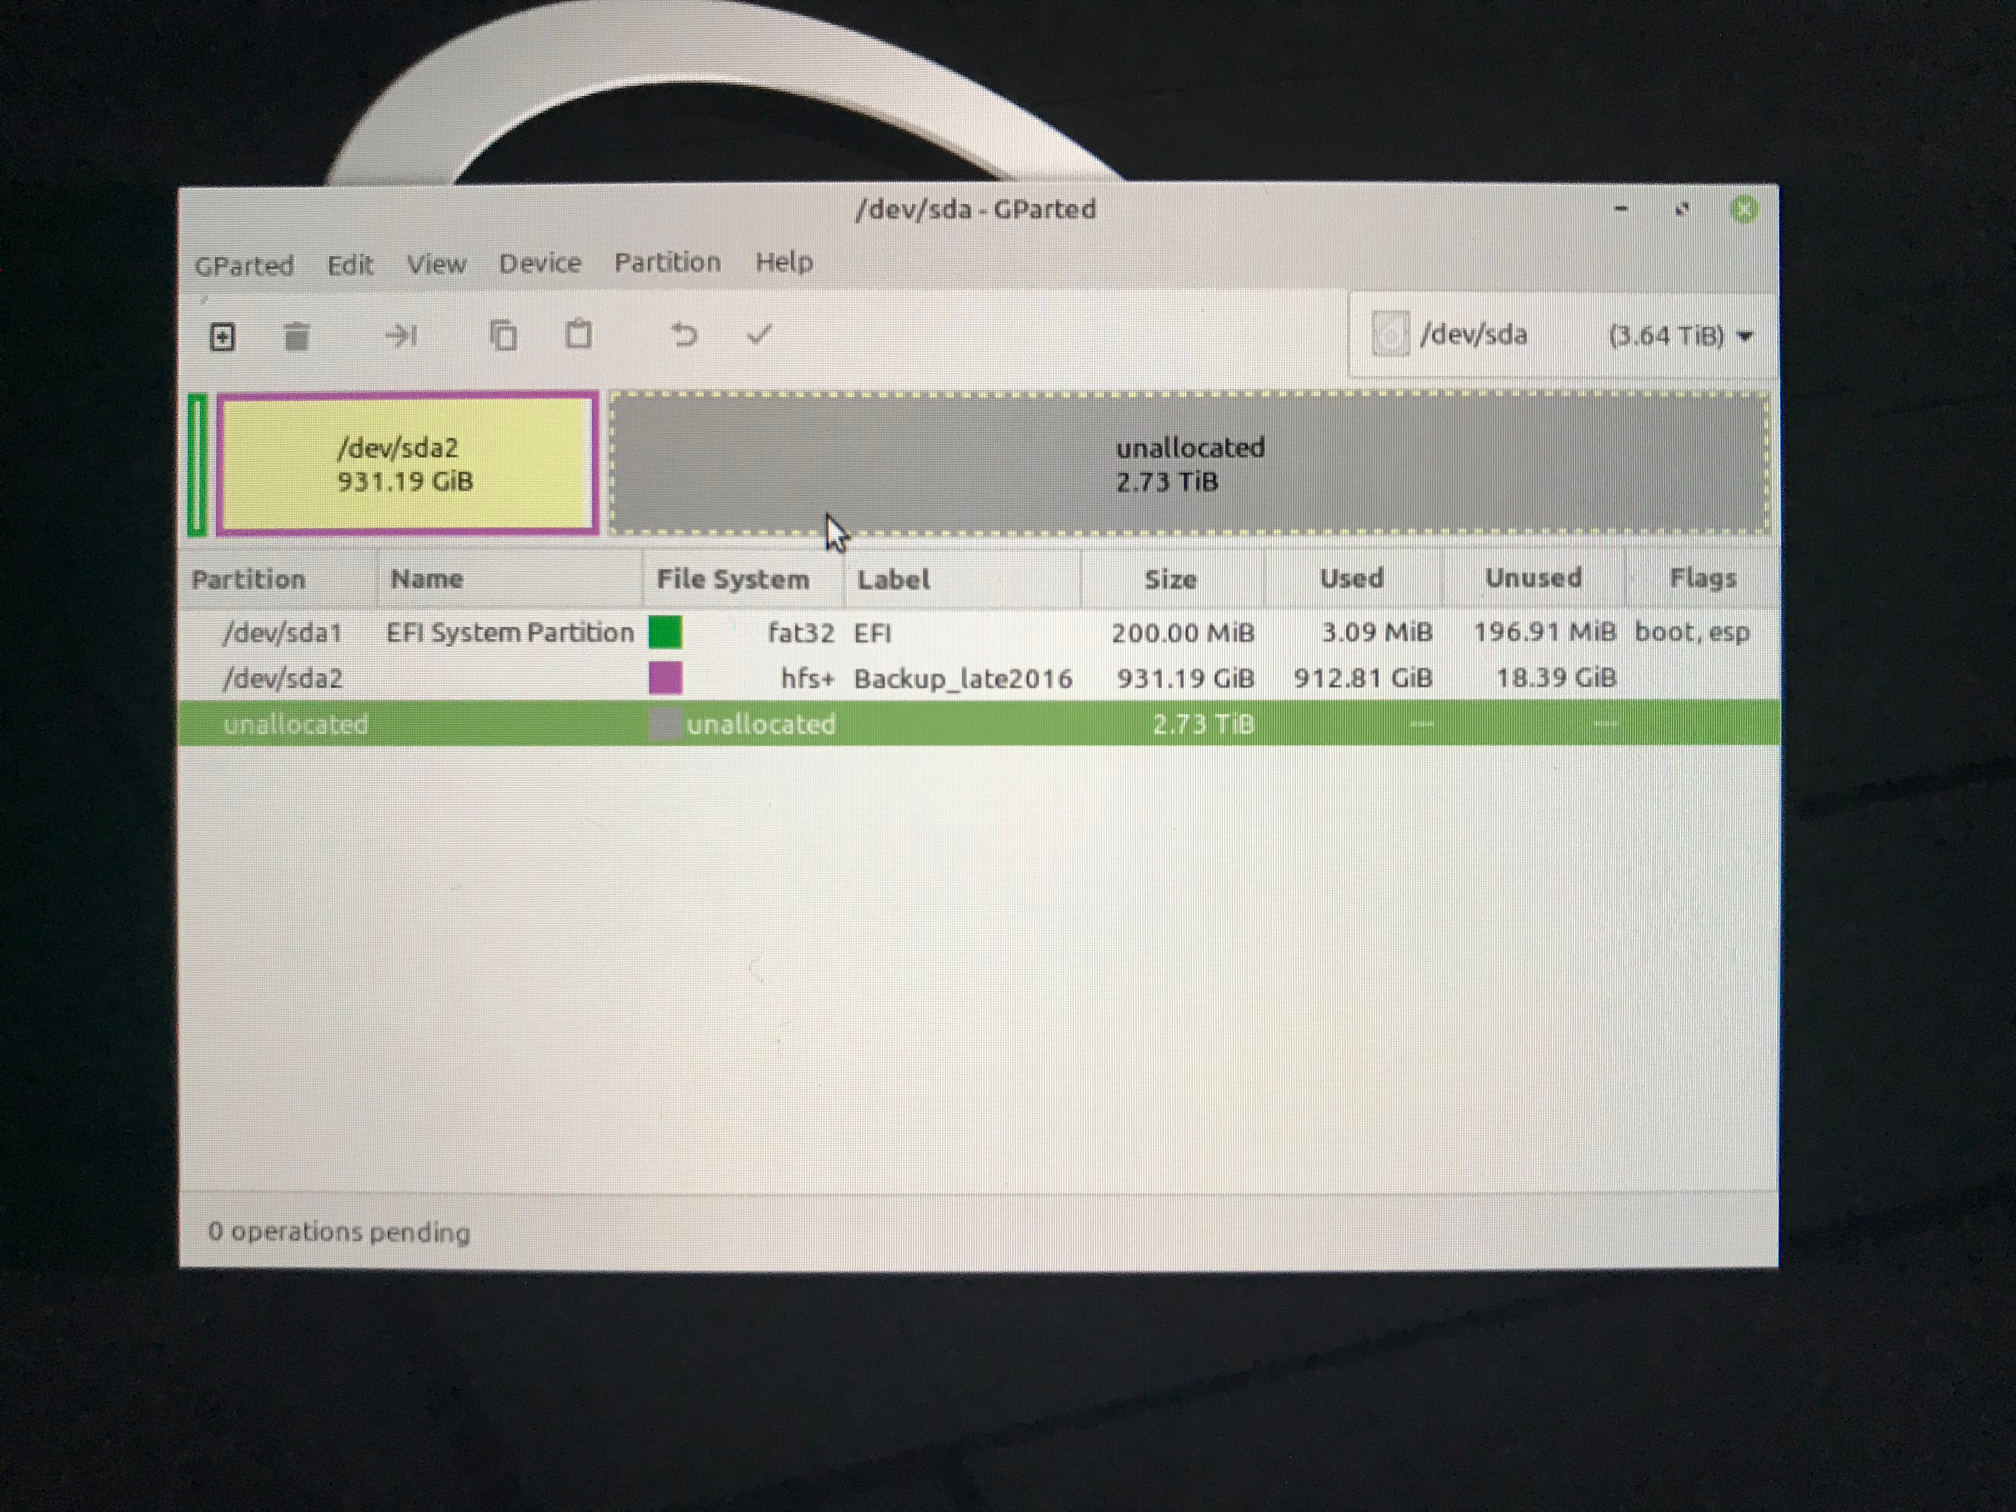 /dev/sda - GParted
GParted Edit View Device Partition Help
/dev/sda (3.64 TiB)
/dev/sda2
931.19 GiB
unallocated
2.73 TiB
Partition Name File System Label Size Used Unused Flags
/dev/sda1 EFI System Partition fat32 EFI 200.00 MiB 3.09 MiB 196.91 MiB boot, esp
/dev/sda2 hfs+ Backup_late2016 931.19 GiB 912.81 GiB 18.39 GiB
unallocated unallocated 2.73 TiB --- ---
0 operations pending